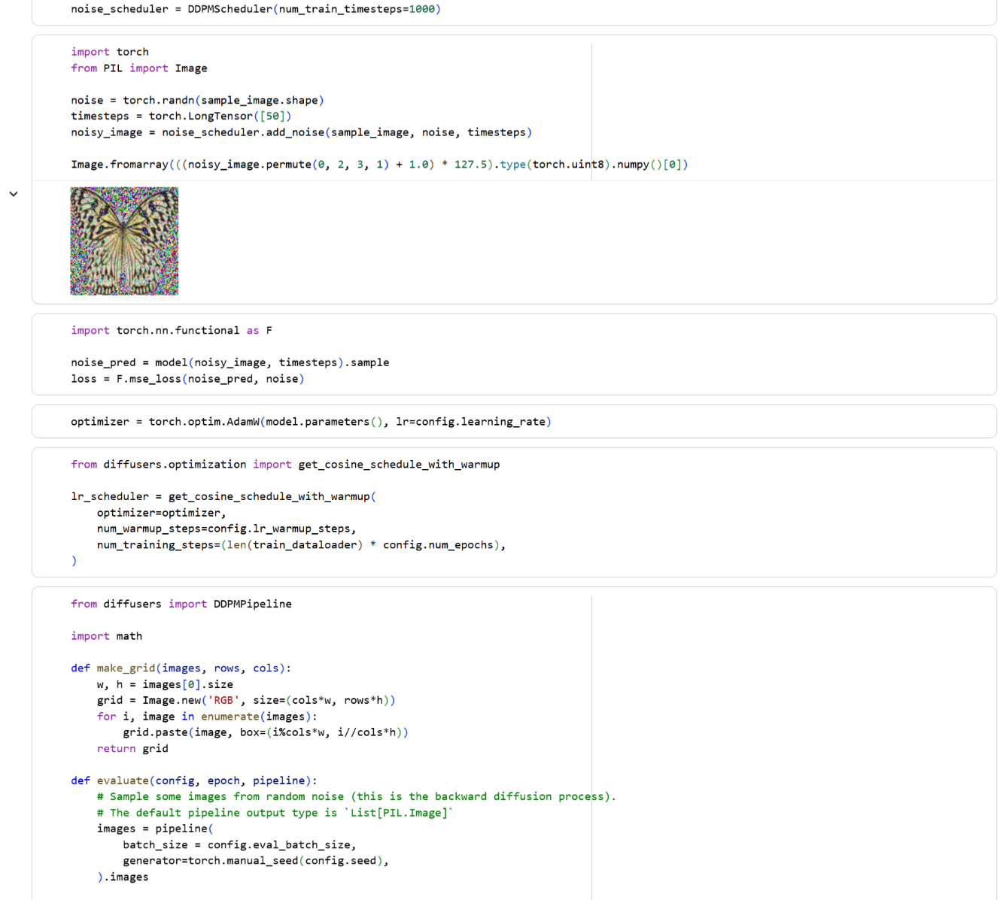 noise_scheduler = DDPMScheduler(num_train_timesteps=1000)
import torch
from PIL import Image
noise = torch.randn(sample_image.shape)
timesteps = torch.LongTensor([50])
noisy_image = noise_scheduler.add_noise(sample_image, noise, timesteps)
Image.fromarray(((noisy_image.permute(0, 2, 3, 1) + 1.0) * 127.5).type(torch.uint8).numpy()[0])
import torch.nn.functional as F
noise_pred = model(noisy_image, timesteps).sample
loss = F.mse_loss(noise_pred, noise)
optimizer = torch.optim.AdamW(model.parameters(), lr=config.learning_rate)
from diffusers.optimization import get_cosine_schedule_with_warmup
lr_scheduler = get_cosine_schedule_with_warmup(
    optimizer=optimizer,
    num_warmup_steps=config.lr_warmup_steps,
    num_training_steps=(len(train_dataloader) * config.num_epochs),
)
from diffusers import DDPMPipeline
import math
def make_grid(images, rows, cols):
    w, h = images[0].size
    grid = Image.new('RGB', size=(cols*w, rows*h))
    for i, image in enumerate(images):
        grid.paste(image, box=(i%cols*w, i//cols*h))
    return grid
def evaluate(config, epoch, pipeline):
    # Sample some images from random noise (this is the backward diffusion process).
    # The default pipeline output type is `List[PIL.Image]`
    images = pipeline(
        batch_size = config.eval_batch_size,
        generator=torch.manual_seed(config.seed),
    ).images